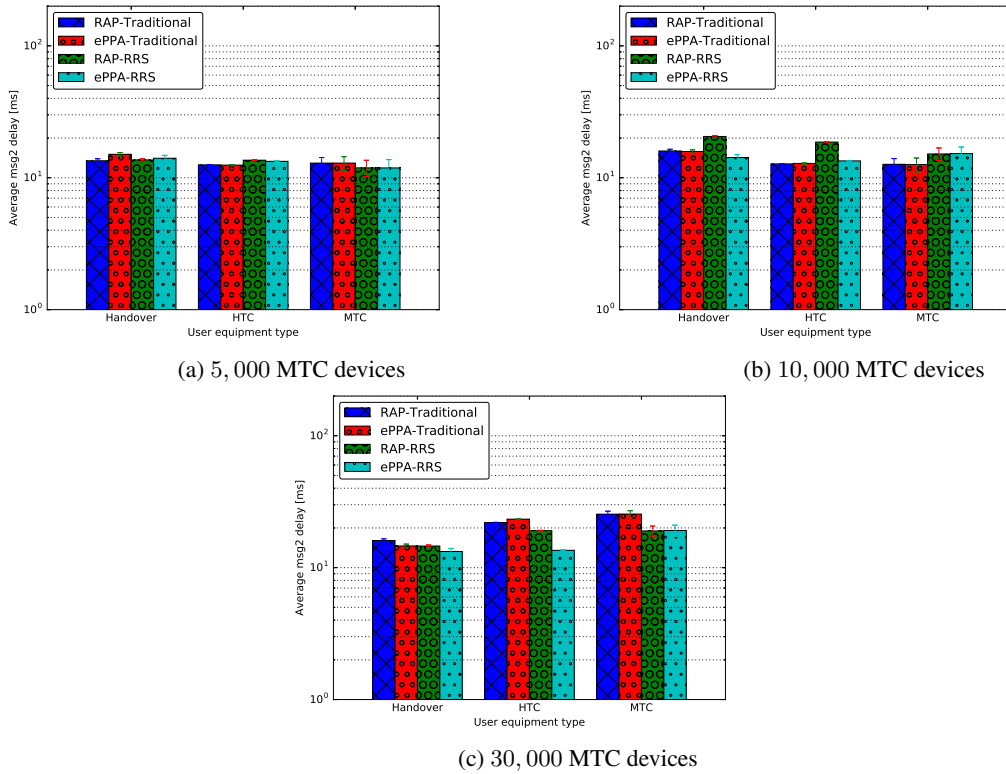 RAP-Traditional
ePPA-Traditional
RAP-RRS
ePPA-RRS
10²
10¹
10⁰
Average msg2 delay [ms]
Handover HTC MTC
User equipment type
(a) 5, 000 MTC devices
RAP-Traditional
ePPA-Traditional
RAP-RRS
ePPA-RRS
10²
10¹
10⁰
Average msg2 delay [ms]
Handover HTC MTC
User equipment type
(b) 10, 000 MTC devices
RAP-Traditional
ePPA-Traditional
RAP-RRS
ePPA-RRS
10²
10¹
10⁰
Average msg2 delay [ms]
Handover HTC MTC
User equipment type
(c) 30, 000 MTC devices